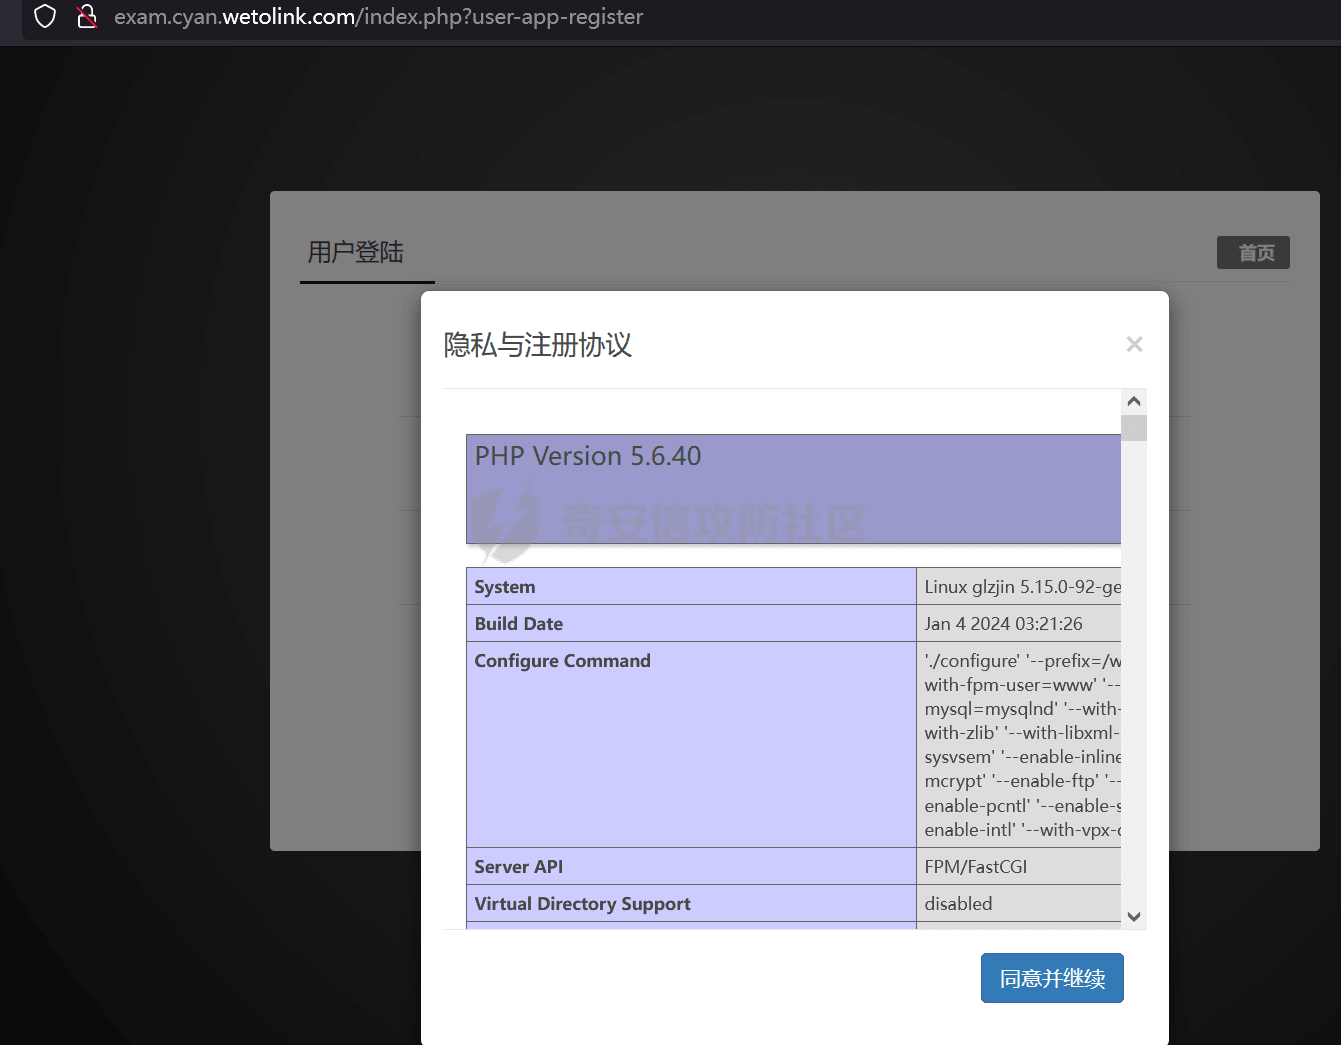 exam.cyan.wetolink.com/index.php?user-app-register
用户登陆
首页
隐私与注册协议
×
PHP Version 5.6.40
奇安信攻防社区
System
Linux glzjin 5.15.0-92-ge
Build Date
Jan 4 2024 03:21:26
Configure Command
'./configure' '--prefix=/w
with-fpm-user=www' '--
mysql=mysqlnd' '--with-
with-zlib' '--with-libxml-
sysvsem' '--enable-inline
mcrypt' '--enable-ftp' '--
enable-pcntl' '--enable-s
enable-intl' '--with-vpx-d
Server API
FPM/FastCGI
Virtual Directory Support
disabled
同意并继续